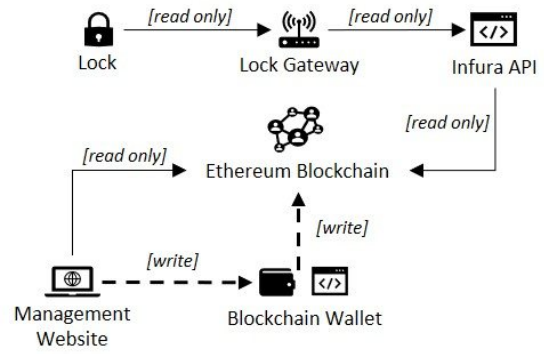 [read only]
[read only]
Lock
Lock Gateway
Infura API
[read only]
[read only]
Ethereum Blockchain
[write]
[write]
Management
Website
Blockchain Wallet